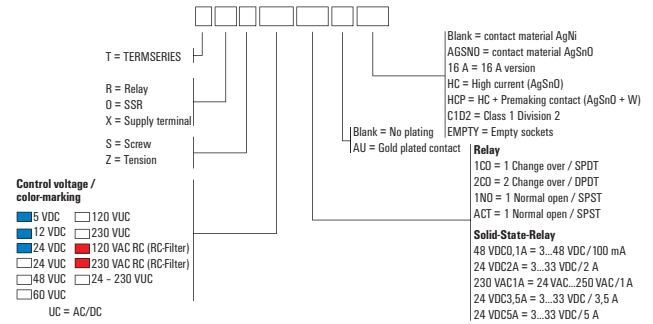 T = TERMSERIES
R = Relay
O = SSR
X = Supply terminal
S = Screw
Z = Tension
Control voltage /
color-marking
5 VDC
12 VDC
24 VDC
24 VUC
48 VUC
60 VUC
120 VUC
230 VUC
120 VAC RC (RC-Filter)
230 VAC RC (RC-Filter)
24 – 230 VUC
UC = AC/DC
Blank = contact material AgNi
AGSNO = contact material AgSnO
16 A = 16 A version
HC = High current (AgSnO)
HCP = HC + Premaking contact (AgSnO + W)
C1D2 = Class 1 Division 2
EMPTY = Empty sockets
Blank = No plating
AU = Gold plated contact
Relay
1CO = 1 Change over / SPDT
2CO = 2 Change over / DPDT
1NO = 1 Normal open / SPST
ACT = 1 Normal open / SPST
Solid-State-Relay
48 VDC0,1A = 3...48 VDC/100 mA
24 VDC2A = 3...33 VDC/2 A
230 VAC1A = 24 VAC...250 VAC/1 A
24 VDC3,5A = 3...33 VDC / 3,5 A
24 VDC5A = 3...33 VDC/5 A